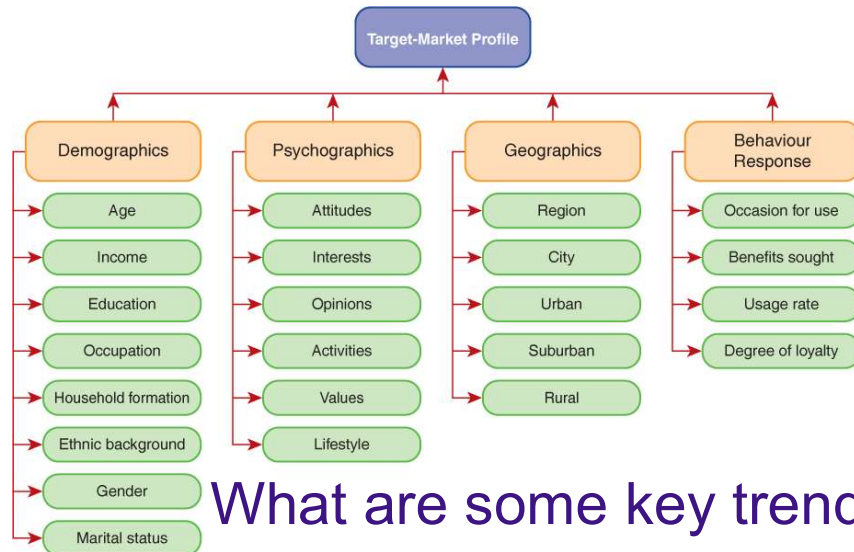 Target-Market Profile
Demographics
Age
Income
Education
Occupation
Household formation
Ethnic background
Gender
Marital status
Psychographics
Attitudes
Interests
Opinions
Activities
Values
Lifestyle
Geographics
Region
City
Urban
Suburban
Rural
Behaviour
Response
Occasion for use
Benefits sought
Usage rate
Degree of loyalty
What are some key trend